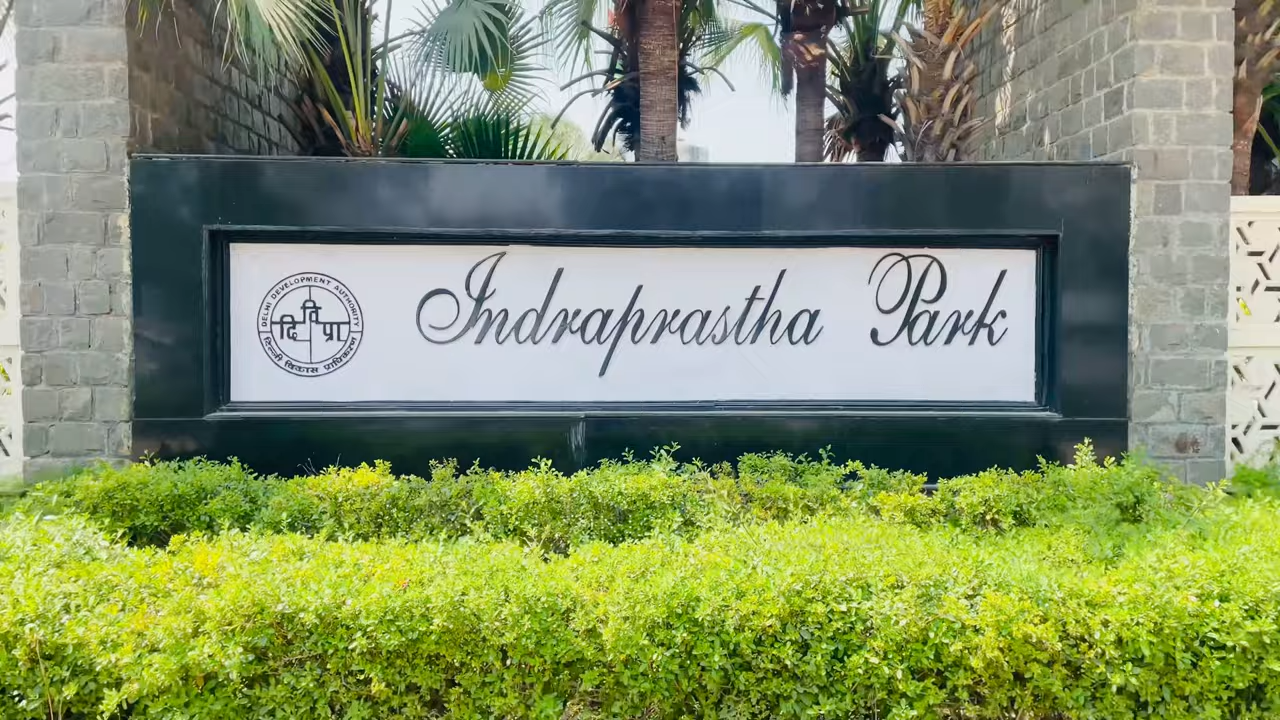 DELHI DEVELOPMENT AUTHORITY
दि वि प्रा
दिल्ली विकास प्राधिकरण
Indraprastha Park